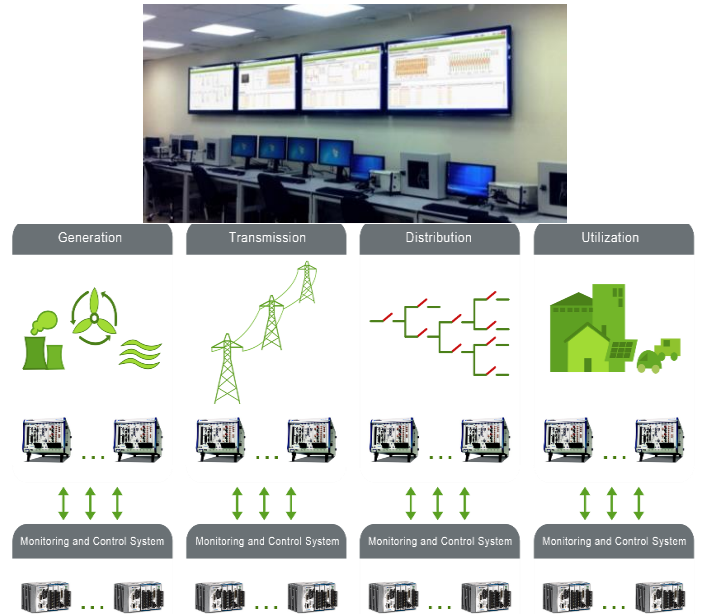 Generation
Transmission
Distribution
Utilization
Monitoring and Control System
Monitoring and Control System
Monitoring and Control System
Monitoring and Control System